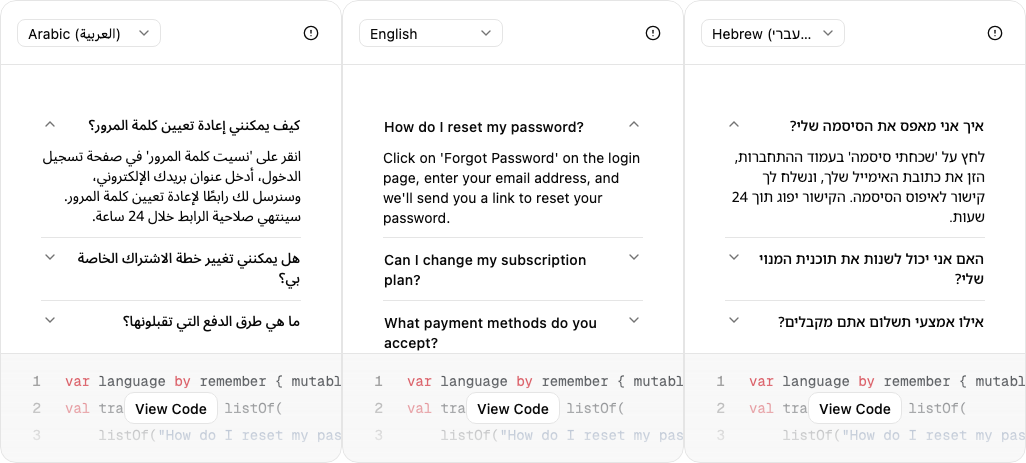 Arabic (العربية)
كيف يمكنني إعادة تعيين كلمة المرور؟
انقر على 'نسيت كلمة المرور' في صفحة تسجيل
الدخول، أدخل عنوان بريدك الإلكتروني،
وسنرسل لك رابطًا لإعادة تعيين كلمة المرور.
سينتهي صلاحية الرابط خلال 24 ساعة.
هل يمكنني تغيير خطة الاشتراك الخاصة
بي؟
ما هي طرق الدفع التي تقبلونها؟
1 var language by remember { mutabl
2 val tra
View Code
listOf(
3 listOf("How do I reset my pas
English
How do I reset my password?
Click on 'Forgot Password' on the login
page, enter your email address, and
we'll send you a link to reset your
password.
Can I change my subscription
plan?
What payment methods do you
accept?
1 var language by remember { mutabl
2 val tra
View Code
listOf(
3 listOf("How do I reset my pas
Hebrew (עברי...
איך אני מאפס את הסיסמה שלי?
לחץ על 'שכחתי סיסמה' בעמוד ההתחברות,
הזן את כתובת האימייל שלך, ונשלח לך
קישור לאיפוס הסיסמה. הקישור יפוג תוך 24
שעות.
האם אני יכול לשנות את תוכנית המנוי
שלי?
אילו אמצעי תשלום אתם מקבלים?
1 var language by remember { mutabl
2 val tra
View Code
listOf(
3 listOf("How do I reset my pas